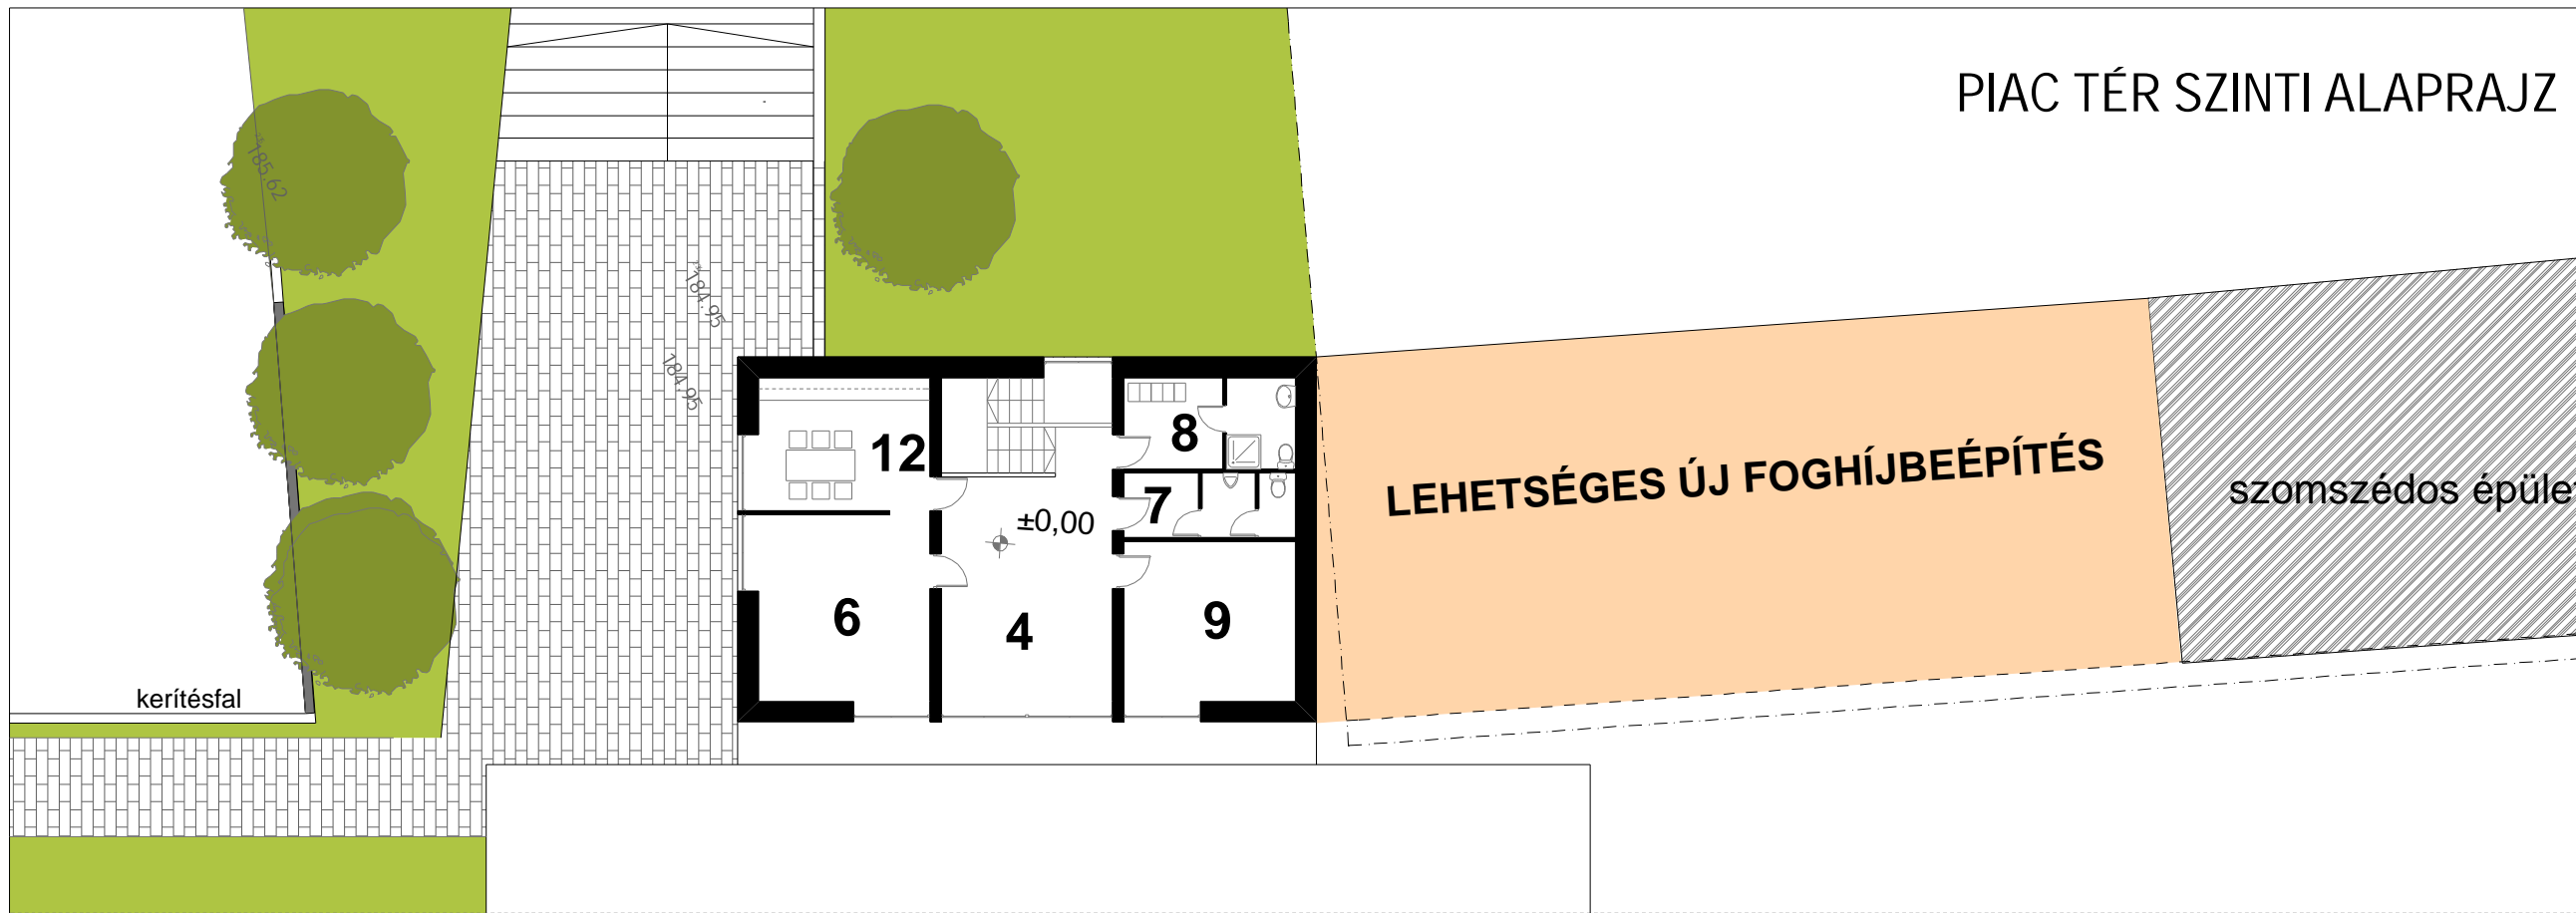 PIAC TÉR SZINTI ALAPRAJZ
185.62
184.95
184.95
12
8
7
±0,00
6
4
9
LEHETSÉGES ÚJ FOGHÍJBEÉPÍTÉS
szomszédos épület
kerítésfal